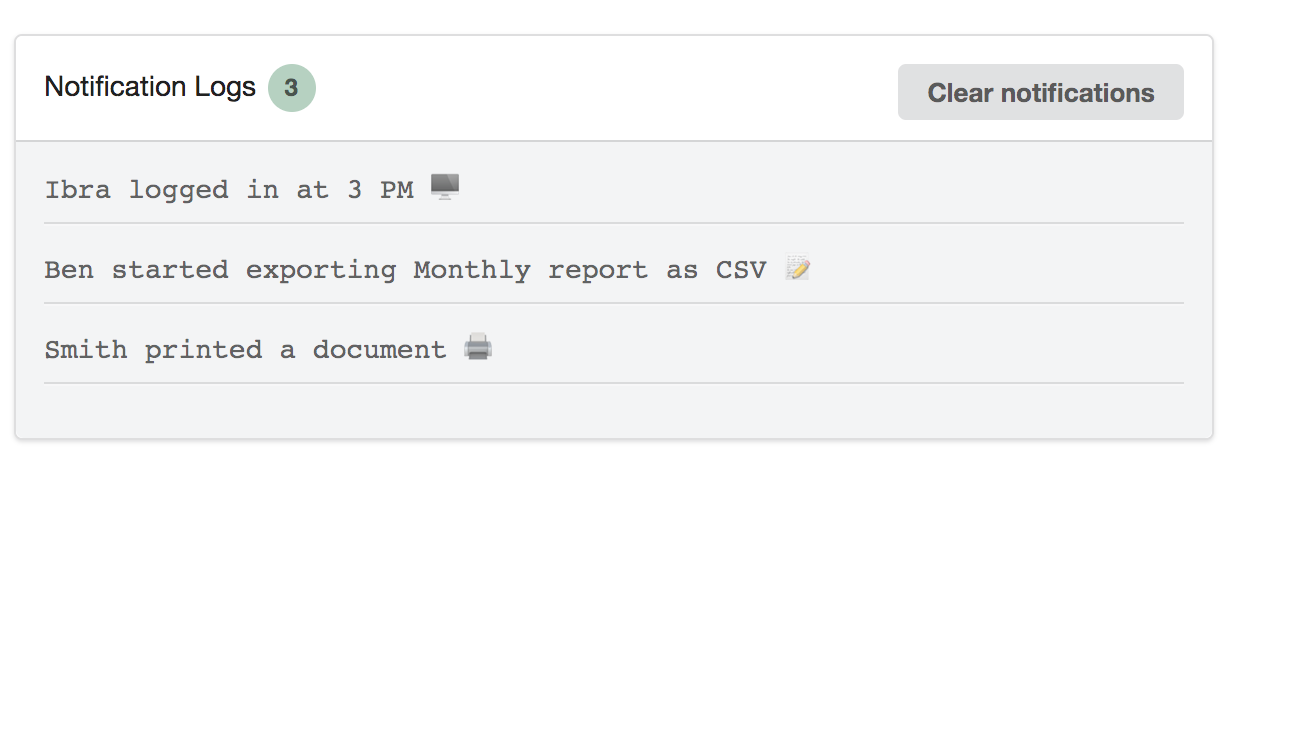 Notification Logs 3
Clear notifications
Ibra logged in at 3 PM 🖥️
Ben started exporting Monthly report as CSV 📝
Smith printed a document 🖨️